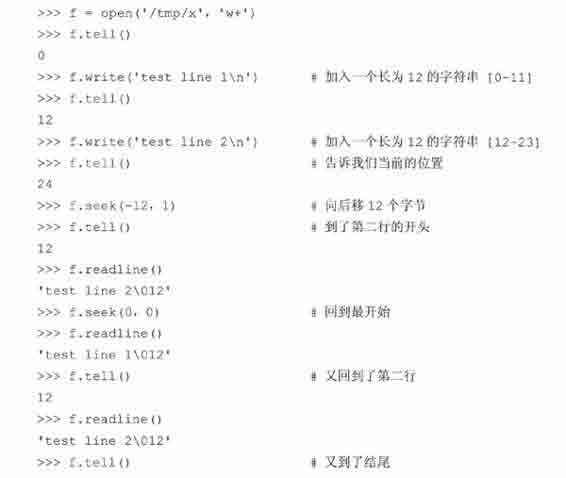 >>> f = open('/tmp/x', 'w+')
>>> f.tell()
0
>>> f.write('test line 1\n')          # 加入一个长为 12 的字符串 [0-11]
>>> f.tell()
12
>>> f.write('test line 2\n')          # 加入一个长为 12 的字符串 [12-23]
>>> f.tell()                          # 告诉我们当前的位置
24
>>> f.seek(-12, 1)                    # 向后移 12 个字节
>>> f.tell()                          # 到了第二行的开头
12
>>> f.readline()
'test line 2\012'
>>> f.seek(0, 0)                      # 回到最开始
>>> f.readline()
'test line 1\012'
>>> f.tell()                          # 又回到了第二行
12
>>> f.readline()
'test line 2\012'
>>> f.tell()                          # 又到了结尾